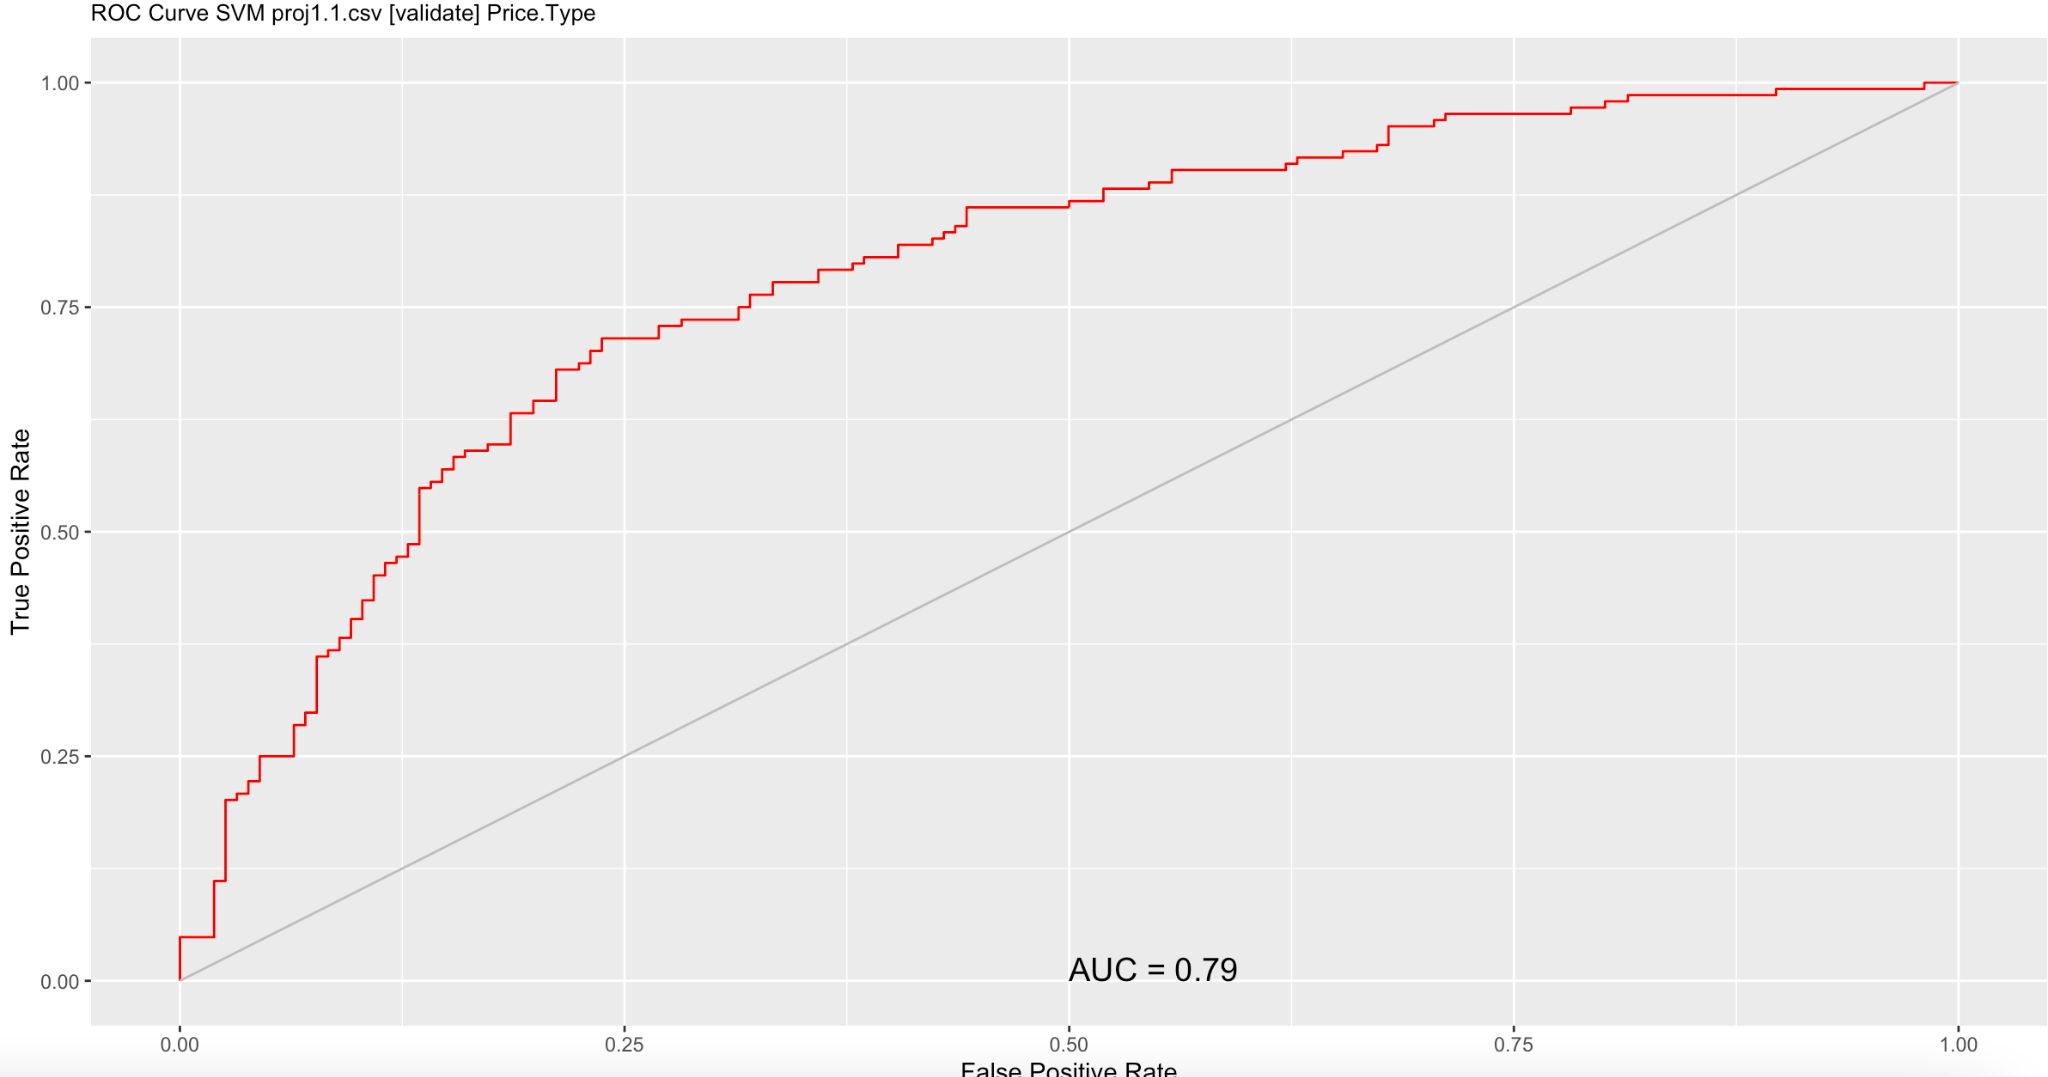 ROC Curve SVM proj1.1.csv [validate] Price.Type
True Positive Rate
1.00
0.75
0.50
0.25
0.00
AUC = 0.79
0.00 0.25 0.50 0.75 1.00
False Positive Rate